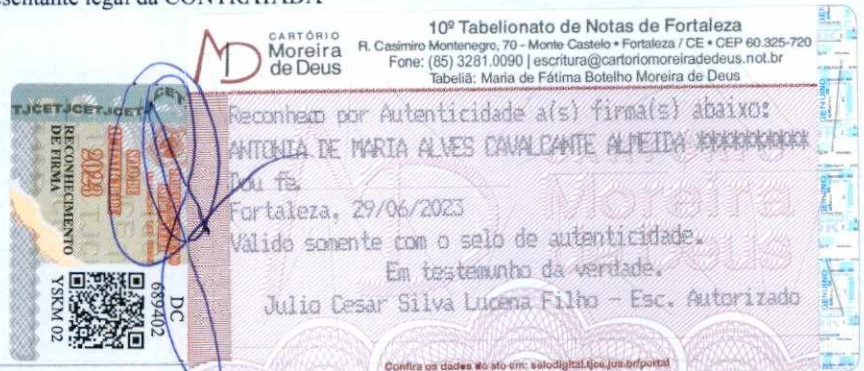 esentante legal da CONTRATADA
CARTÓRIO
Moreira
de Deus
10º Tabelionato de Notas de Fortaleza
R. Casimiro Montenegro, 70 - Monte Castelo • Fortaleza / CE • CEP 60.325-720
Fone: (85) 3281.0090 | escritura@cartoriomoreiradedeus.not.br
Tabeliã: Maria de Fátima Botelho Moreira de Deus
Reconheço por Autenticidade a(s) firma(s) abaixo:
ANTONIA DE MARIA ALVES CAVALCANTE ALMEIDA
Dou fe.
Fortaleza, 29/06/2023
Válido somente com o selo de autenticidade.
Em testemunho da verdade.
Julio Cesar Silva Lucena Filho - Esc. Autorizado
Confira os dados do ato em: selodigital.tjce.jus.br/portal
TJCETJCETJCET
RECONHECIMENTO
DE FIRMA
2023
DC
689402
YSKM 02